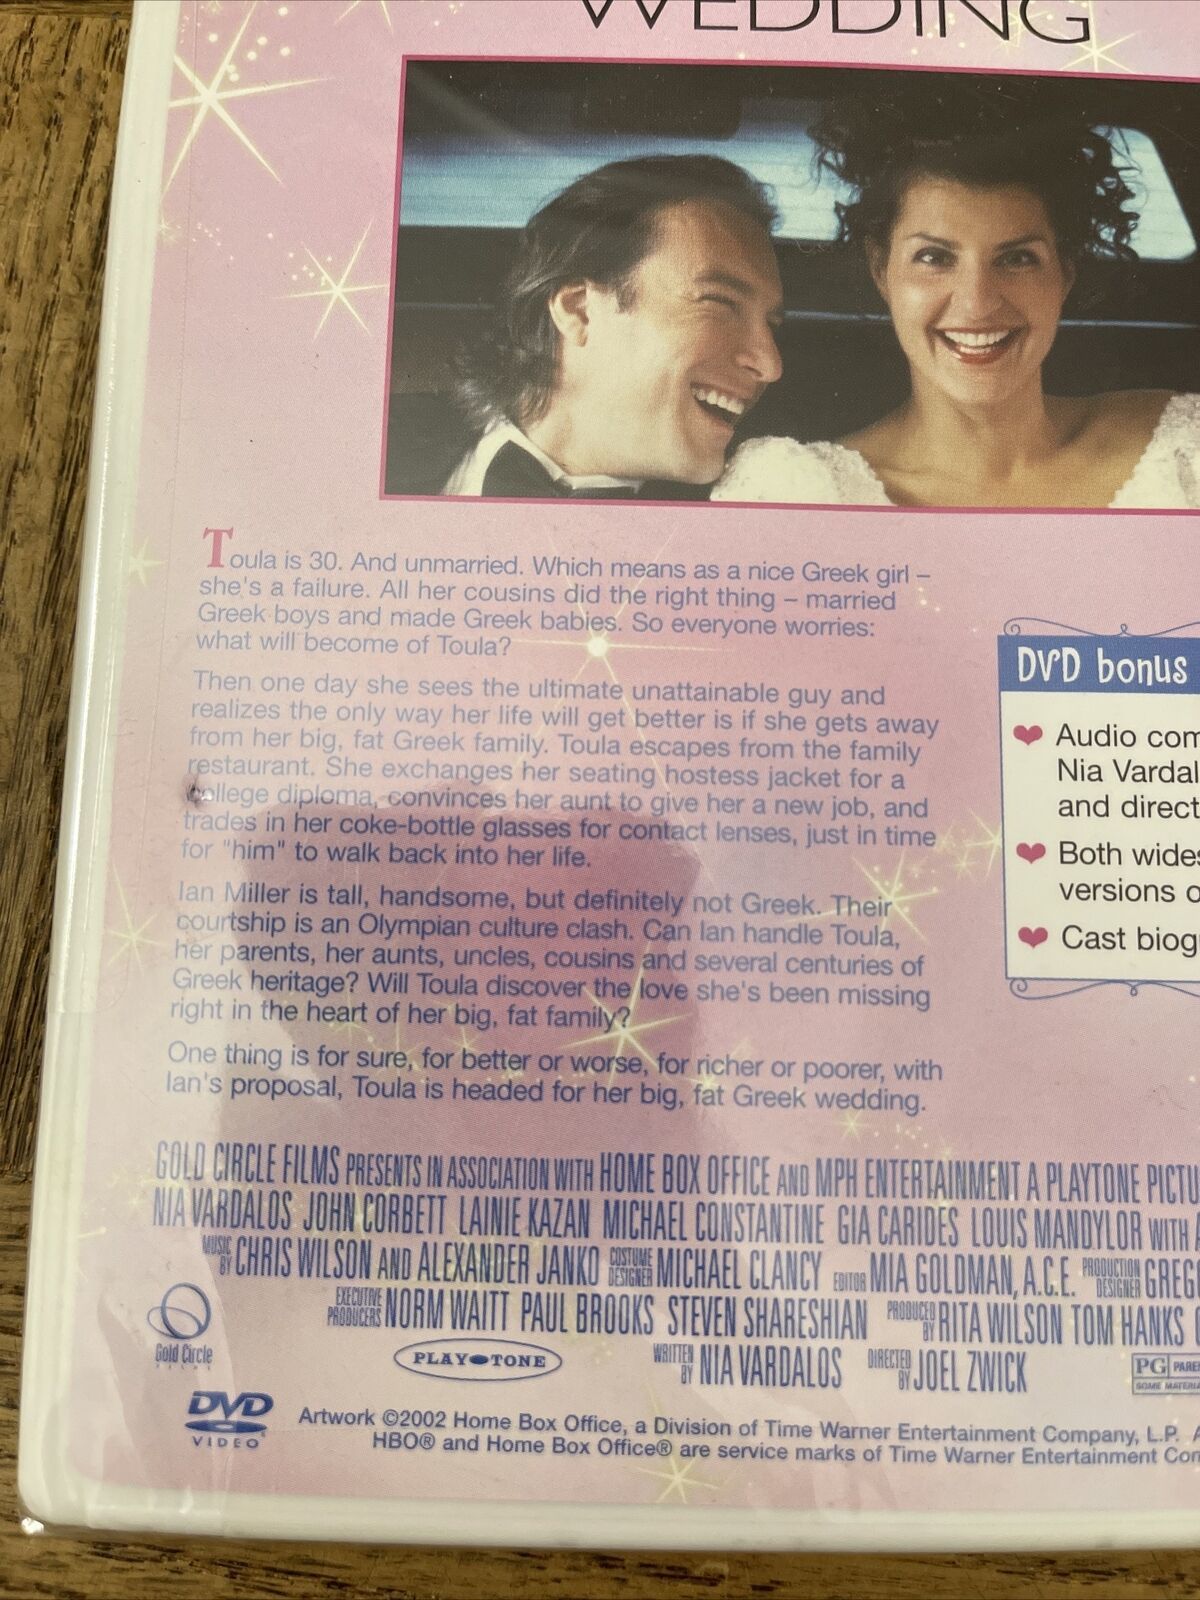 WEDDING
Toula is 30. And unmarried. Which means as a nice Greek girl –
she's a failure. All her cousins did the right thing – married
Greek boys and made Greek babies. So everyone worries:
what will become of Toula?
Then one day she sees the ultimate unattainable guy and
realizes the only way her life will get better is if she gets away
from her big, fat Greek family. Toula escapes from the family
restaurant. She exchanges her seating hostess jacket for a
college diploma, convinces her aunt to give her a new job, and
trades in her coke-bottle glasses for contact lenses, just in time
for "him" to walk back into her life.
Ian Miller is tall, handsome, but definitely not Greek. Their
courtship is an Olympian culture clash. Can Ian handle Toula,
her parents, her aunts, uncles, cousins and several centuries of
Greek heritage? Will Toula discover the love she's been missing
right in the heart of her big, fat family?
One thing is for sure, for better or worse, for richer or poorer, with
Ian's proposal, Toula is headed for her big, fat Greek wedding.
DVD bonus
Audio com
Nia Vardal
and direct
Both wides
versions o
Cast biog
GOLD CIRCLE FILMS PRESENTS IN ASSOCIATION WITH HOME BOX OFFICE AND MPH ENTERTAINMENT A PLAYTONE PICTU
NIA VARDALOS JOHN CORBETT LAINIE KAZAN MICHAEL CONSTANTINE GIA CARIDES LOUIS MANDYLOR WITH
MUSIC BY CHRIS WILSON AND ALEXANDER JANKO COSTUME DESIGNER MICHAEL CLANCY EDITOR MIA GOLDMAN, A.C.E. PRODUCTION DESIGNER GREGO
EXECUTIVE PRODUCERS NORM WAITT PAUL BROOKS STEVEN SHARESHIAN PRODUCED BY RITA WILSON TOM HANKS
Gold Circle
FILMS
PLAY-TONE
WRITTEN BY NIA VARDALOS DIRECTED BY JOEL ZWICK
PG PARE
SOME MATERIA
DVD
VIDEO
Artwork ©2002 Home Box Office, a Division of Time Warner Entertainment Company, L.P. A
HBO® and Home Box Office® are service marks of Time Warner Entertainment Com